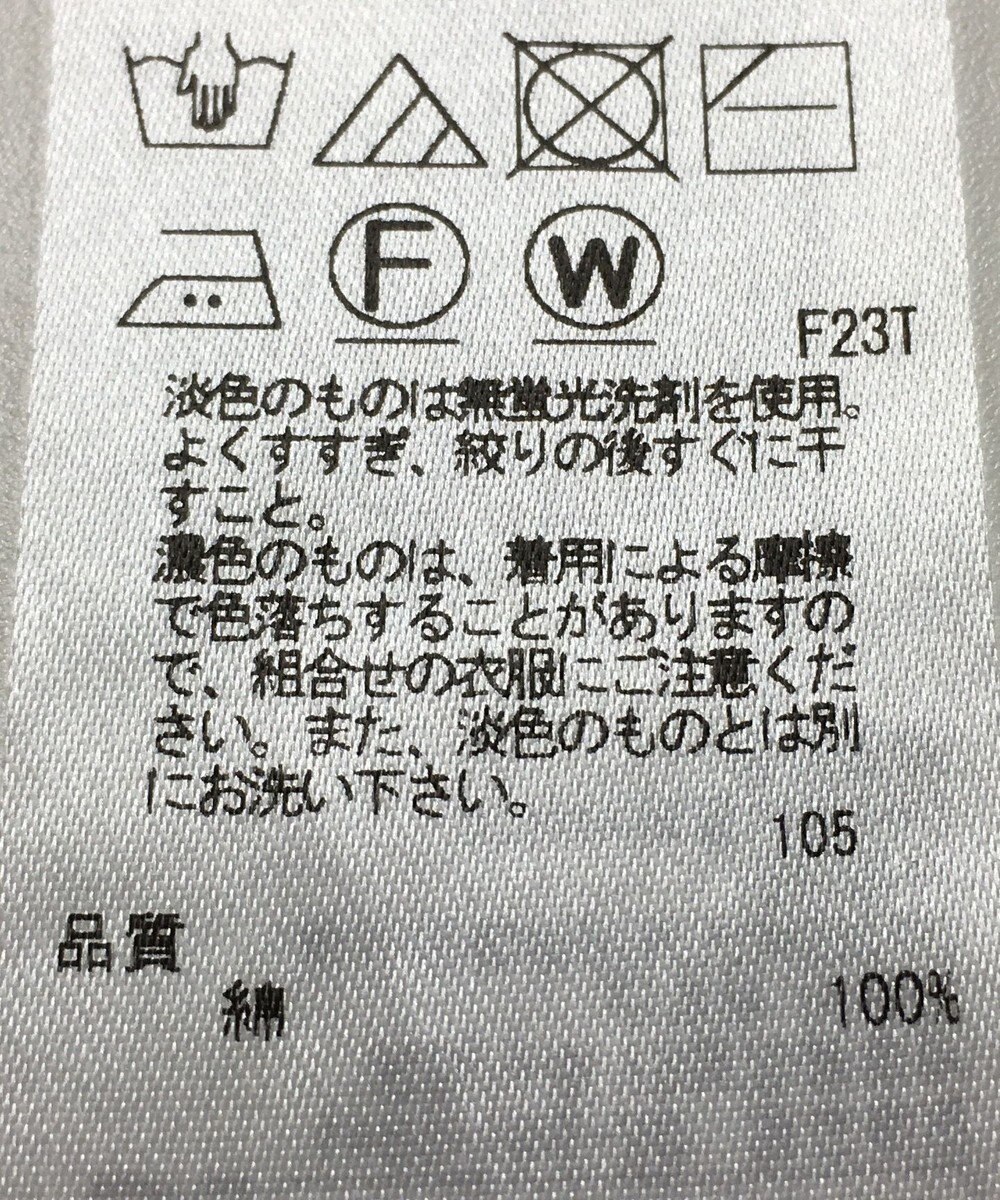 F W
F23T
淡色のものは無蛍光洗剤を使用。
よくすすぎ、絞りの後すぐに干
すこと。
濃色のものは、着用による摩擦
で色落ちすることがありますの
で、組合せの衣服にご注意くだ
さい。また、淡色のものとは別
にお洗い下さい。
105
品質
綿 100%